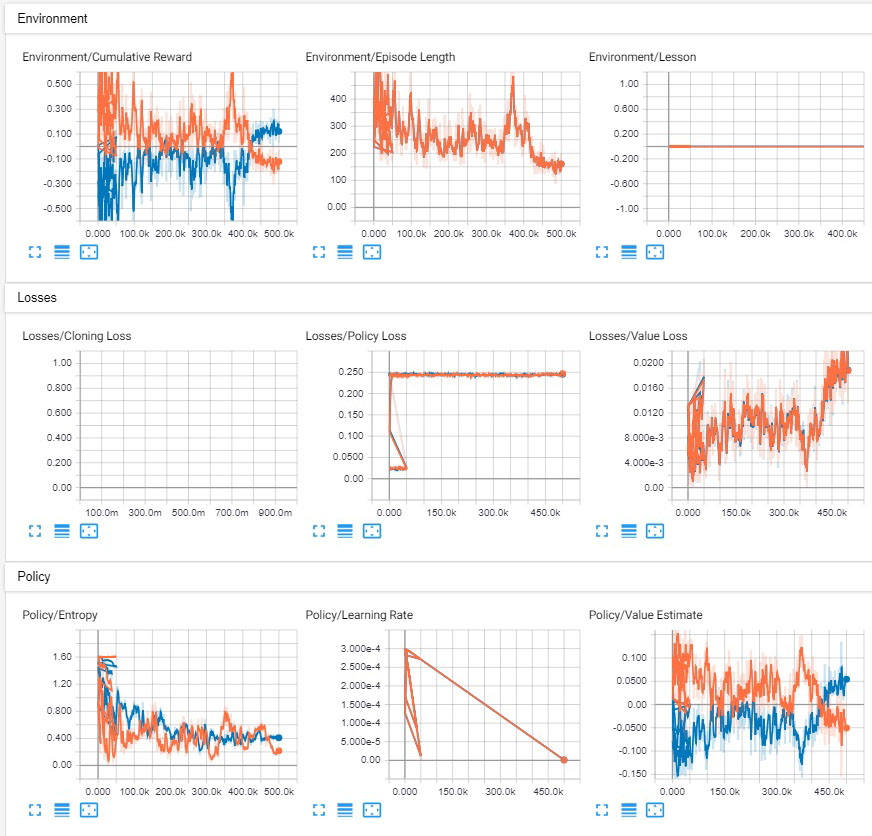 Environment
Environment/Cumulative Reward
0.500
0.300
0.100
-0.100
-0.300
-0.500
0.000 100.0k 200.0k 300.0k 400.0k 500.0k
Environment/Episode Length
400
300
200
100
0.00
0.000 100.0k 200.0k 300.0k 400.0k 500.0k
Environment/Lesson
1.00
0.600
0.200
-0.200
-0.600
-1.00
0.000 100.0k 200.0k 300.0k 400.0k
Losses
Losses/Cloning Loss
1.00
0.800
0.600
0.400
0.200
0.00
100.0m 300.0m 500.0m 700.0m 900.0m
Losses/Policy Loss
0.250
0.200
0.150
0.100
0.0500
0.00
0.000 150.0k 300.0k 450.0k
Losses/Value Loss
0.0200
0.0160
0.0120
8.000e-3
4.000e-3
0.00
0.000 150.0k 300.0k 450.0k
Policy
Policy/Entropy
1.60
1.20
0.800
0.400
0.00
0.000 100.0k 200.0k 300.0k 400.0k 500.0k
Policy/Learning Rate
3.000e-4
2.500e-4
2.000e-4
1.500e-4
1.000e-4
5.000e-5
0.00
0.000 150.0k 300.0k 450.0k
Policy/Value Estimate
0.100
0.0500
0.00
-0.0500
-0.100
-0.150
0.000 150.0k 300.0k 450.0k